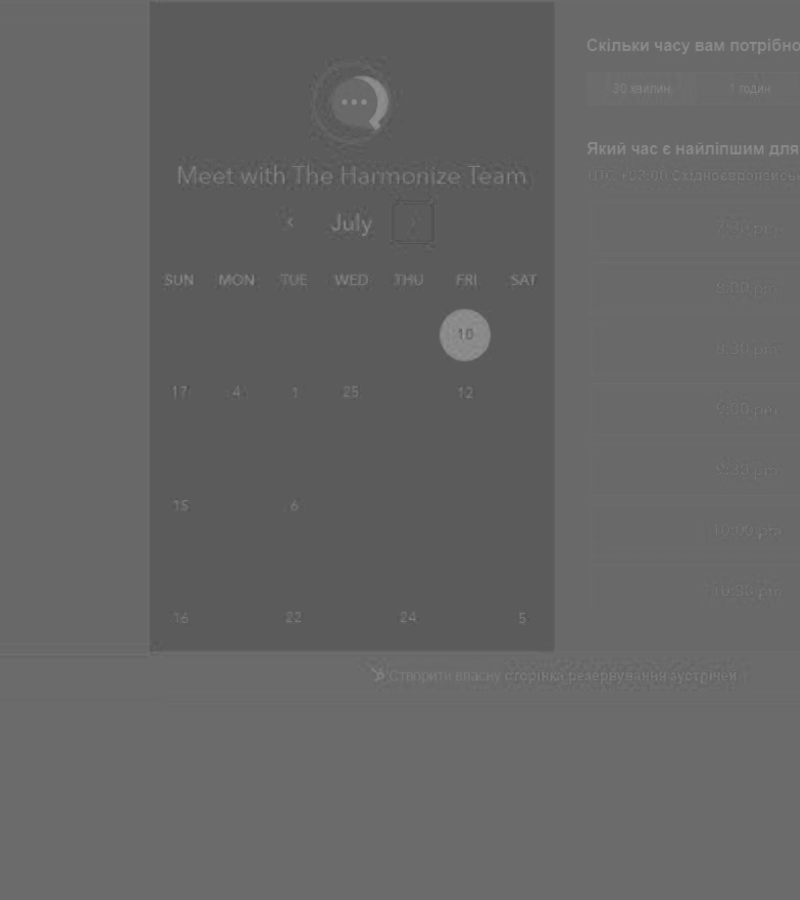 Meet with The Harmonize Team
July
SUN MON TUE WED THU FRI SAT
10
17 4 1 25 12
15 6
16 22 24 5
Скільки часу вам потрібно
30 хвилин 1 годин
Який час є найліпшим для
UTC +02:00 Східноєвропейськ
7:30 pm
8:00 pm
8:30 pm
9:00 pm
9:30 pm
10:00 pm
10:30 pm
Створити власну сторінка резервування зустрічей